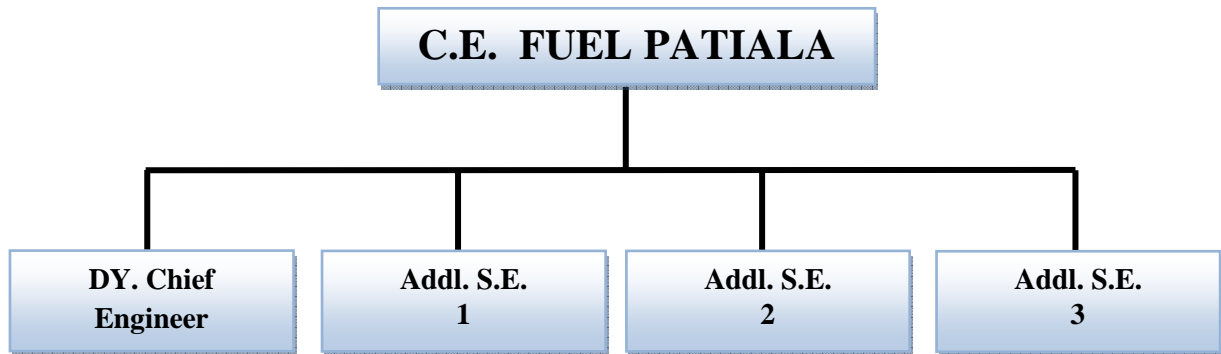 C.E. FUEL PATIALA
DY. Chief
Engineer
Addl. S.E.
1
Addl. S.E.
2
Addl. S.E.
3